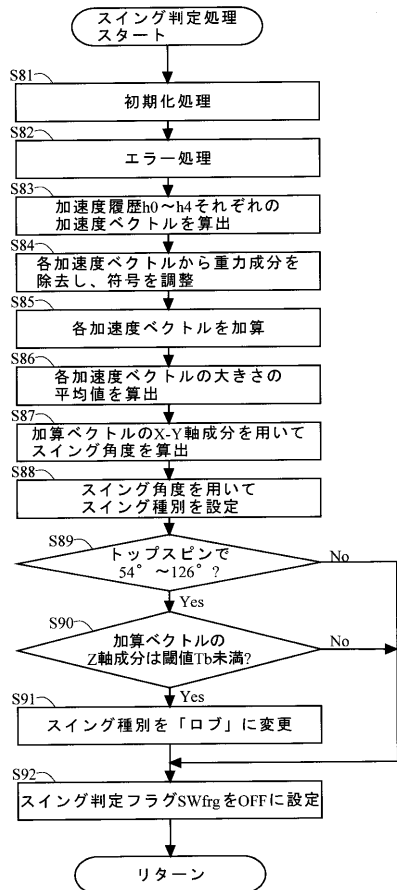 スイング判定処理
スタート
S81
初期化処理
S82
エラー処理
S83
加速度履歴h0～h4それぞれの
加速度ベクトルを算出
S84
各加速度ベクトルから重力成分を
除去し、符号を調整
S85
各加速度ベクトルを加算
S86
各加速度ベクトルの大きさの
平均値を算出
S87
加算ベクトルのX-Y軸成分を用いて
スイング角度を算出
S88
スイング角度を用いて
スイング種別を設定
S89
トップスピンで
54°～126°?
No
Yes
S90
加算ベクトルの
Z軸成分は閾値Tb未満?
No
Yes
S91
スイング種別を「ロブ」に変更
S92
スイング判定フラグSWfrgをOFFに設定
リターン